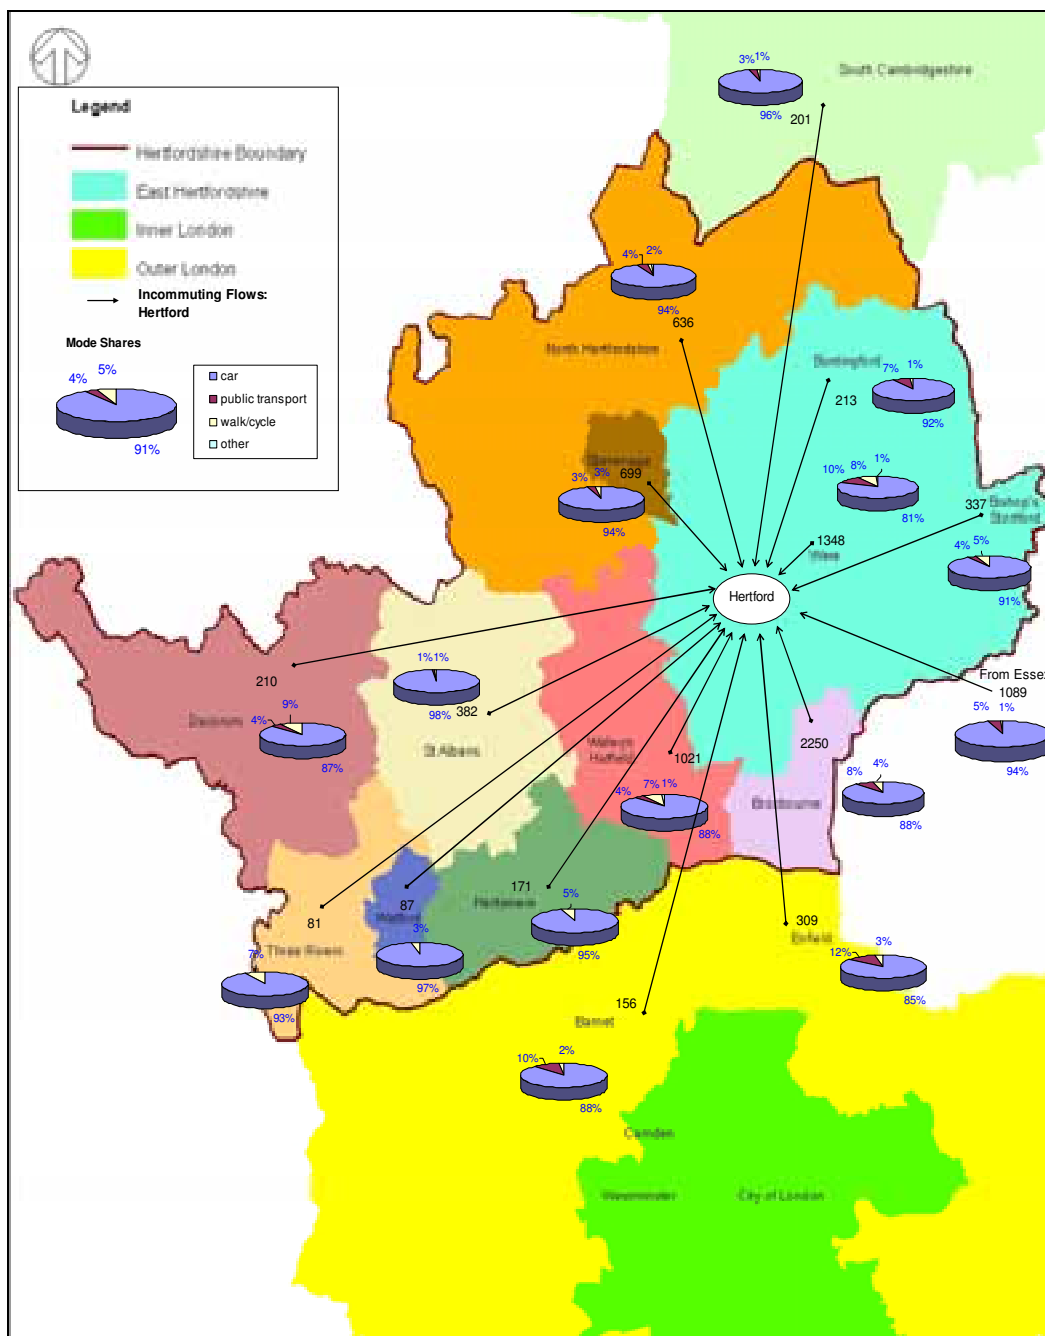 South Cambridgeshire
3% 1%
96%
201
Legend
Hertfordshire Boundary
East Hertfordshire
Inner London
Outer London
Incommuting Flows:
Hertford
Mode Shares
4% 5%
91%
car
public transport
walk/cycle
other
4% 2%
94%
636
North Hertfordshire
Buntingford
213
7% 1%
92%
Stevenage
699
3% 3%
94%
10% 8% 1%
81%
1348
Ware
337
Bishop's
Stortford
4% 5%
91%
Hertford
From Essex
1089
5% 1%
94%
210
Dacorum
4% 9%
87%
1% 1%
98%
382
St Albans
Welwyn
Hatfield
1021
4% 7% 1%
88%
2250
Broxbourne
8% 4%
88%
81
Three Rivers
7%
93%
87
Watford
3%
97%
171
Hertsmere
5%
95%
309
Enfield
12% 3%
85%
156
Barnet
10% 2%
88%
Camden
Westminster
City of London